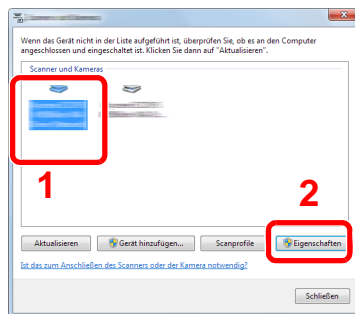 Wenn das Gerät nicht in der Liste aufgeführt ist, überprüfen Sie, ob es an den Computer
angeschlossen und eingeschaltet ist. Klicken Sie dann auf "Aktualisieren".
Scanner und Kameras
1
2
Aktualisieren
Gerät hinzufügen...
Scanprofile
Eigenschaften
Ist das zum Anschließen des Scanners oder der Kamera notwendig?
Schließen